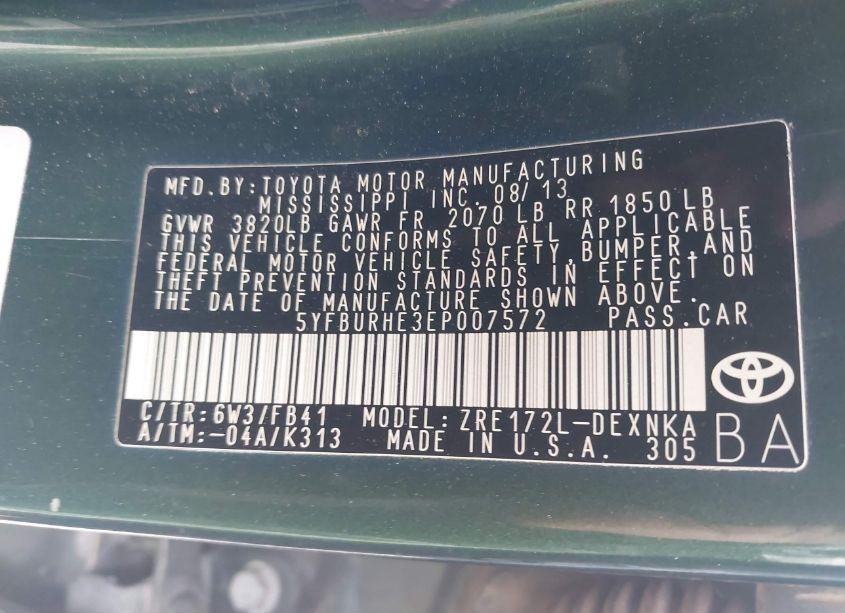 MFD. BY: TOYOTA MOTOR MANUFACTURING
MISSISSIPPI INC. 08/13
GVWR 3820LB GAWR FR 2070 LB RR 1850 LB
THIS VEHICLE CONFORMS TO ALL APPLICABLE
FEDERAL MOTOR VEHICLE SAFETY, BUMPER, AND
THEFT PREVENTION STANDARDS IN EFFECT ON
THE DATE OF MANUFACTURE SHOWN ABOVE.
5YFBURHE3EP007572 PASS. CAR
C/TR: 6W3/FB41 MODEL: ZRE172L-DEXNKA
A/TM: -04A/K313 MADE IN U.S.A. 305
BA